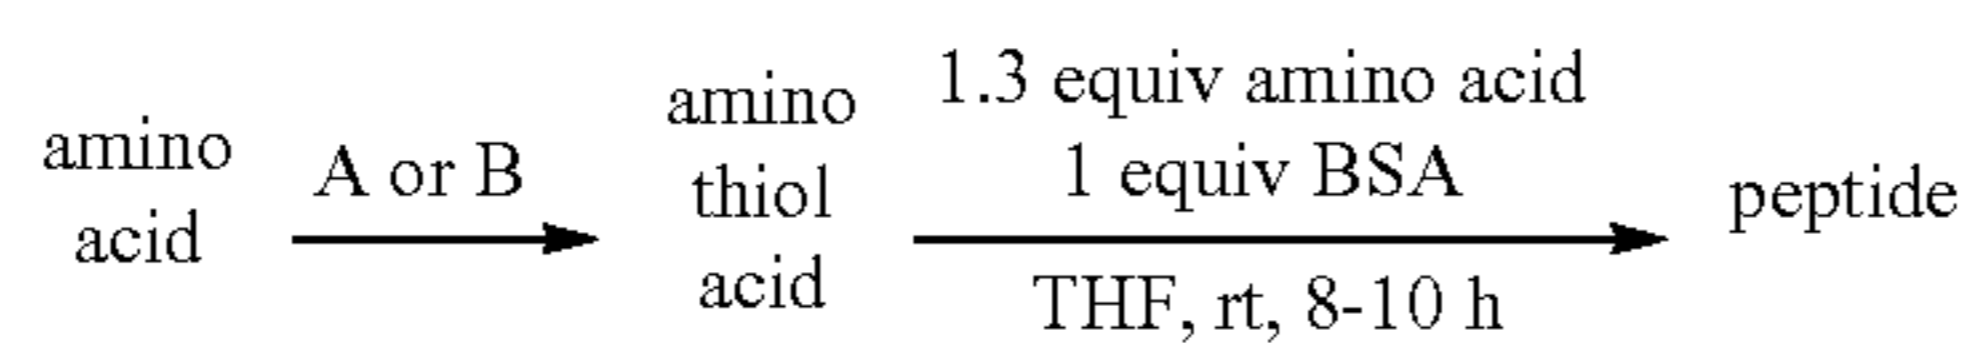 amino
acid
A or B
amino
thiol
acid
1.3 equiv amino acid
1 equiv BSA
THF, rt, 8-10 h
peptide